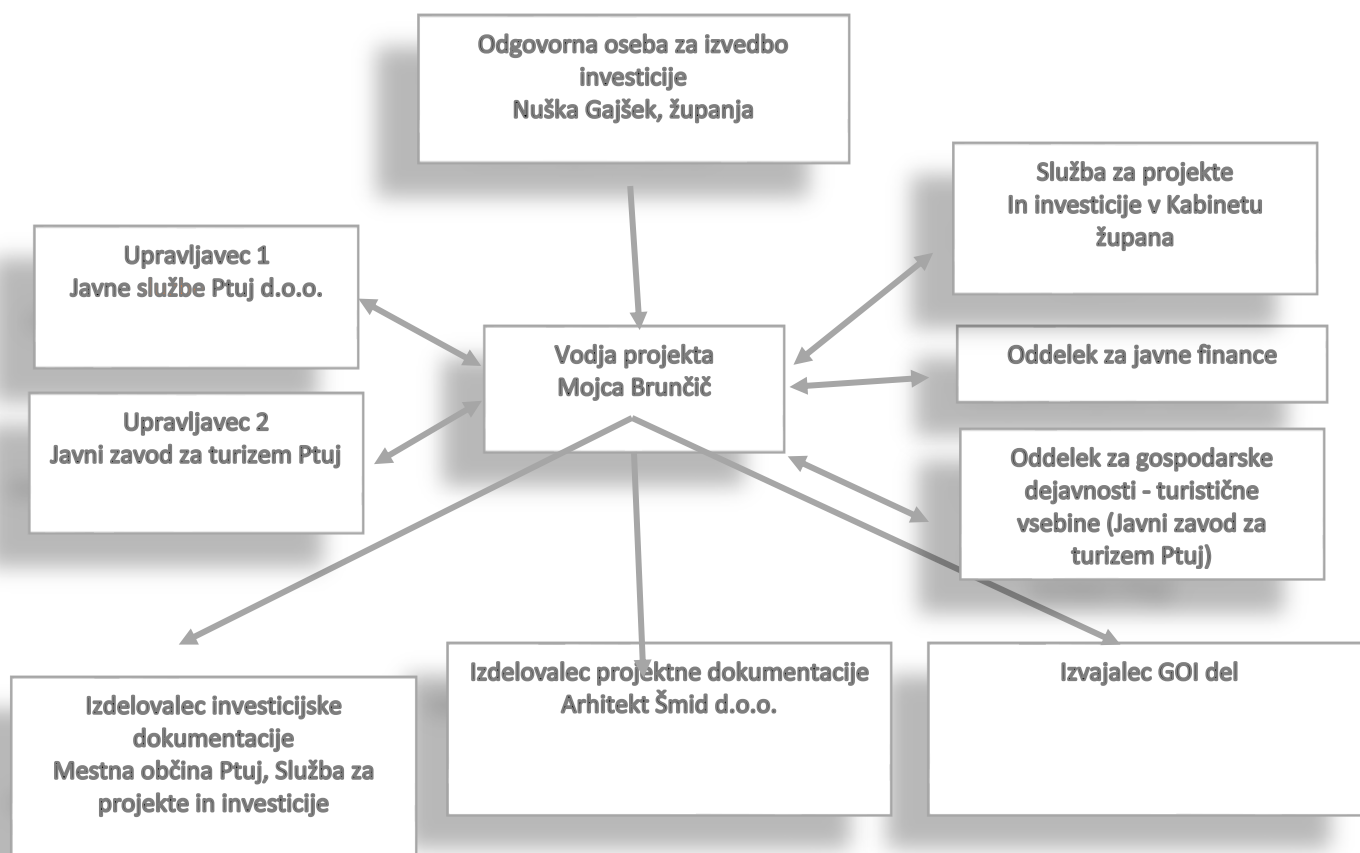 Odgovorna oseba za izvedbo
investicije
Nuška Gajšek, županja
Služba za projekte
In investicije v Kabinetu
župana
Upravljavec 1
Javne službe Ptuj d.o.o.
Vodja projekta
Mojca Brunčič
Oddelek za javne finance
Upravljavec 2
Javni zavod za turizem Ptuj
Oddelek za gospodarske
dejavnosti - turistične
vsebine (Javni zavod za
turizem Ptuj)
Izdelovalec investicijske
dokumentacije
Mestna občina Ptuj, Služba za
projekte in investicije
Izdelovalec projektne dokumentacije
Arhitekt Šmid d.o.o.
Izvajalec GOI del